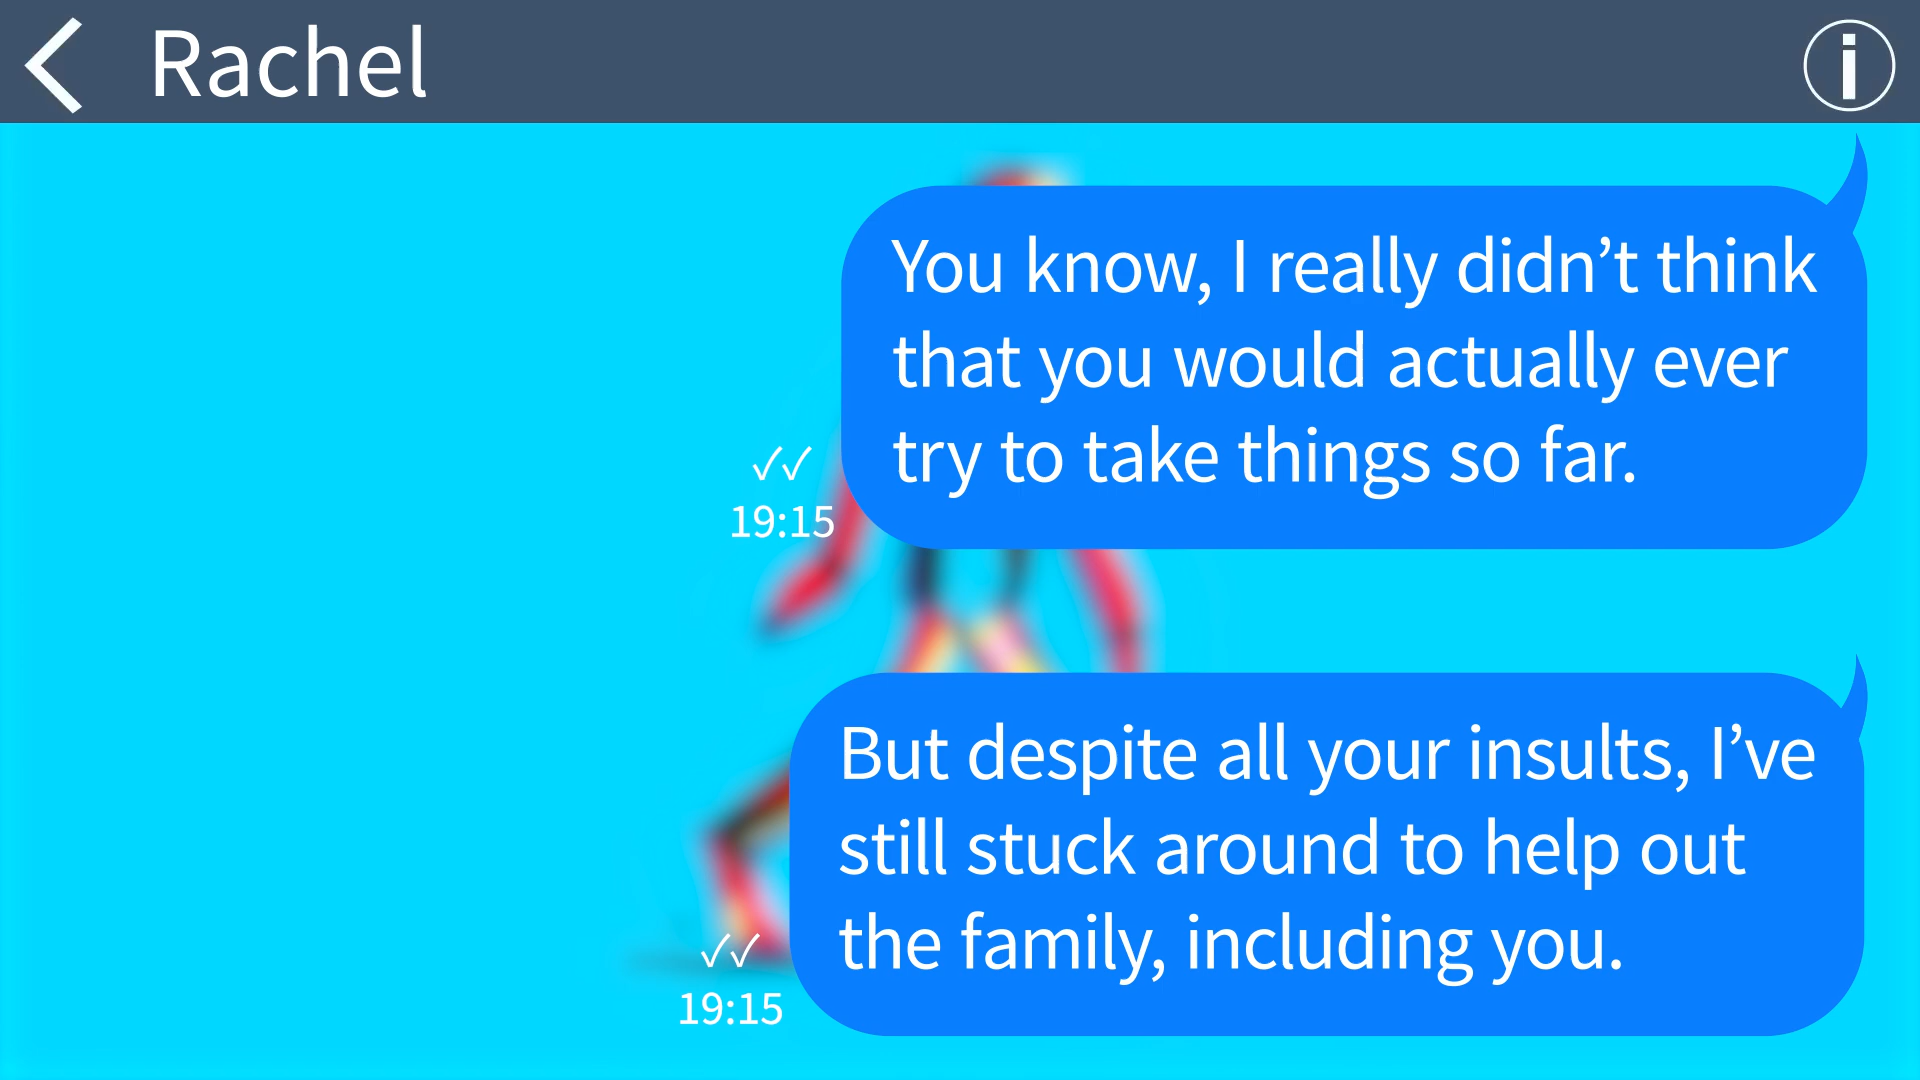 Rachel
You know, I really didn’t think
that you would actually ever
try to take things so far.
✓✓
19:15
But despite all your insults, I’ve
still stuck around to help out
the family, including you.
✓✓
19:15